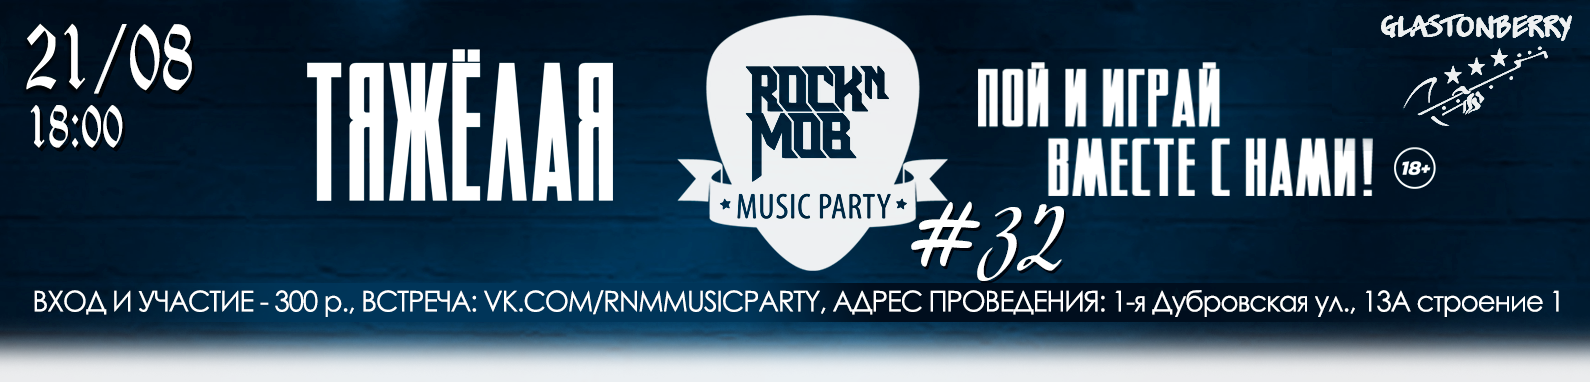 21/08
18:00
ТЯЖЁЛАЯ
ROCK N
MOB
MUSIC PARTY
#32
ПОЙ И ИГРАЙ
ВМЕСТЕ С НАМИ!
GLASTONBERRY
18+
ВХОД И УЧАСТИЕ - 300 р., ВСТРЕЧА: VK.COM/RNMMUSICPARTY, АДРЕС ПРОВЕДЕНИЯ: 1-я Дубровская ул., 13А строение 1